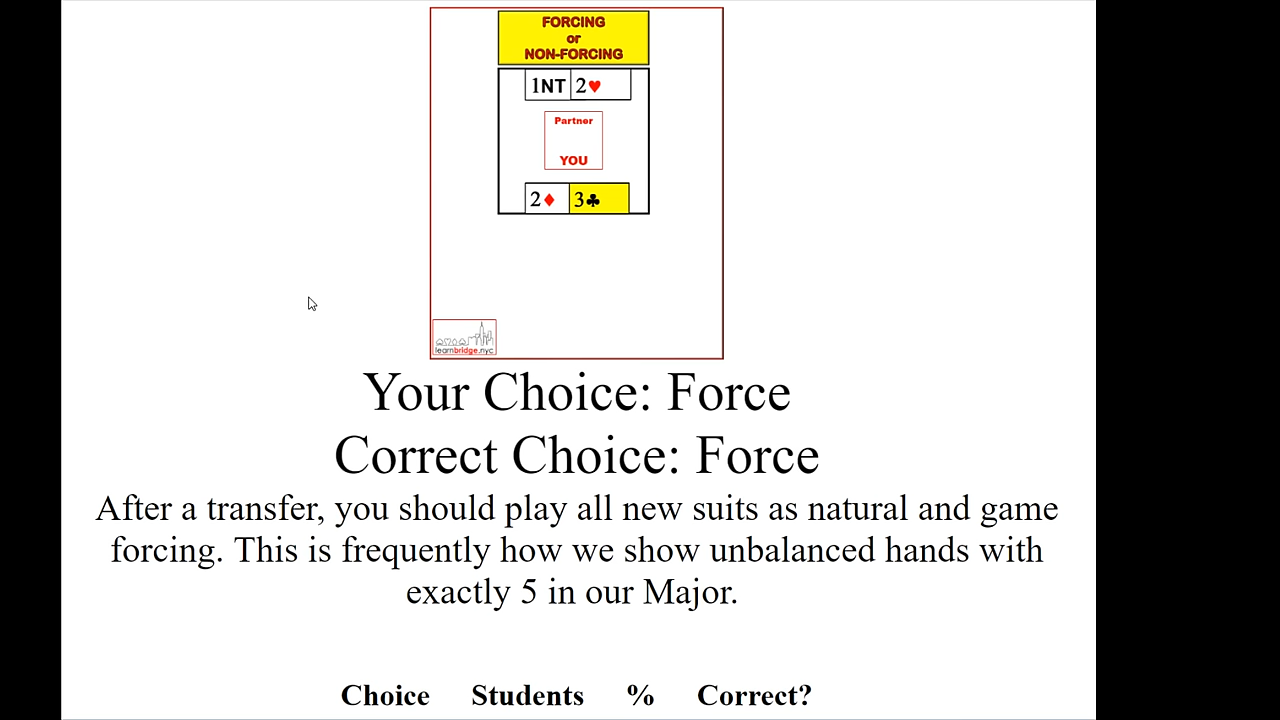 FORCING
or
NON-FORCING
1NT 2♥
Partner
YOU
2♦ 3♣
learnbridge.nyc
Your Choice: Force
Correct Choice: Force
After a transfer, you should play all new suits as natural and game
forcing. This is frequently how we show unbalanced hands with
exactly 5 in our Major.
Choice Students % Correct?